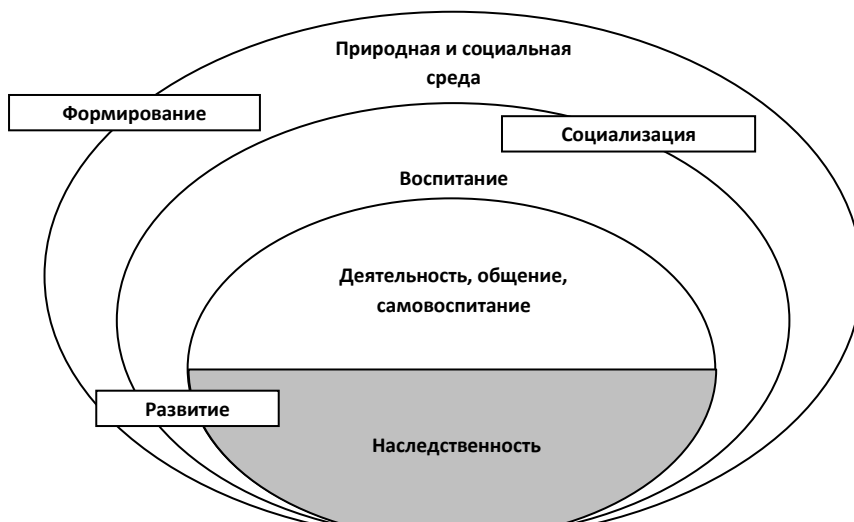 Природная и социальная
среда
Формирование
Социализация
Воспитание
Деятельность, общение,
самовоспитание
Развитие
Наследственность